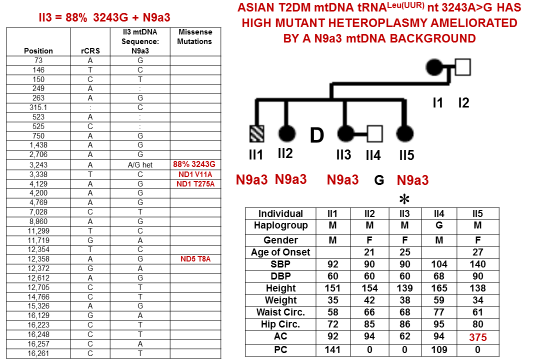 II3 = 88% 3243G + N9a3
Position rCRS II3 mtDNA Sequence: N9a3 Missense Mutations
73 A G
146 T C
150 C T
249 A :
263 A G
315.1 : C
523 A :
525 C :
750 A G
1,438 A G
2,706 A G
3,243 A A/G het 88% 3243G
3,338 T C ND1 V11A
4,129 A G ND1 T275A
4,200 A G
4,769 A G
7,028 C T
8,860 A G
11,299 T C
11,719 G A
12,354 T C
12,358 A G ND5 T8A
12,372 G A
12,612 A G
12,705 C T
14,766 C T
15,326 A G
16,129 G A
16,223 C T
16,248 C T
16,257 C A
16,261 C T
ASIAN T2DM mtDNA tRNALeu(UUR) nt 3243A>G HAS
HIGH MUTANT HETEROPLASMY AMELIORATED
BY A N9a3 mtDNA BACKGROUND
I1 I2
D
II1 II2 II3 II4 II5
N9a3 N9a3 N9a3 G N9a3
*
Individual II1 II2 II3 II4 II5
Haplogroup M M M G M
Gender M F F M F
Age of Onset 21 25 27
SBP 92 90 90 104 140
DBP 60 60 60 68 90
Height 151 154 139 165 138
Weight 35 42 38 59 34
Waist Circ. 58 66 68 77 61
Hip Circ. 72 85 86 95 80
AC 92 94 62 94 375
PC 141 0 0 109 0